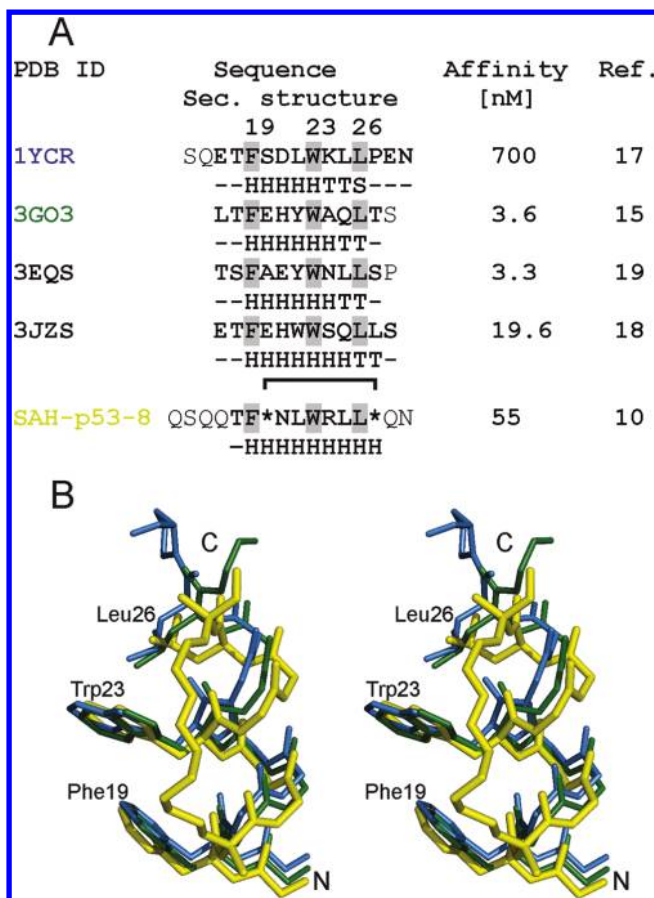 A
PDB ID Sequence Affinity Ref.
Sec. structure [nM]
19 23 26
1YCR SQETFSDLWKLLPEN 700 17
--HHHHHTTS---
3GO3 LTFEHYWAQLTS 3.6 15
--HHHHHHTT-
3EQS TSFAEYWNLLSP 3.3 19
--HHHHHHTT-
3JZS ETFEHWWSQLLS 19.6 18
--HHHHHHHTT-
SAH-p53-8 QSQQTF*NLWRLL*QN 55 10
-HHHHHHHHH
B
C C
Leu26 Leu26
Trp23 Trp23
Phe19 Phe19
N N